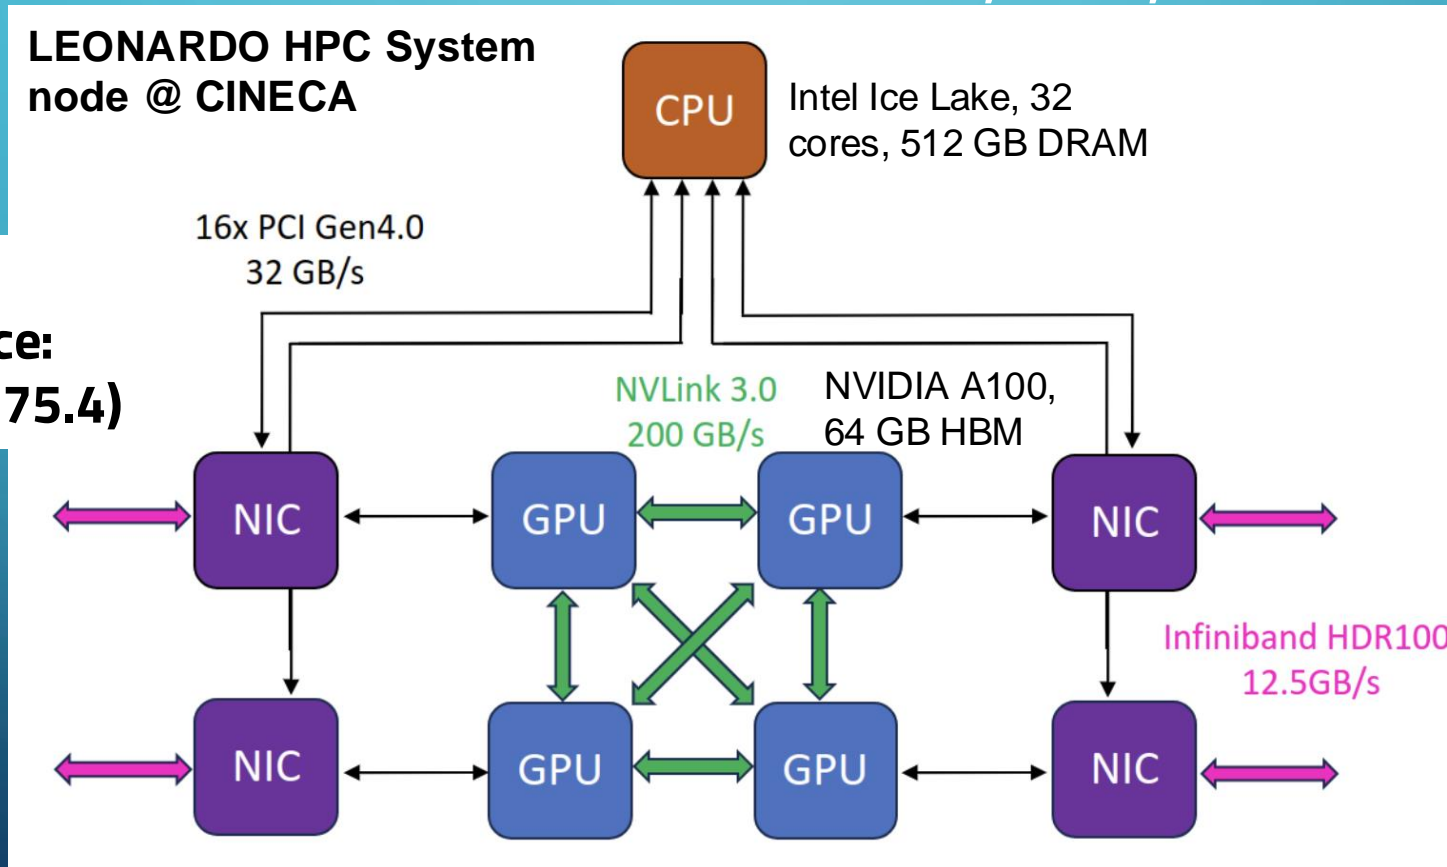 LEONARDO HPC System
node @ CINECA
CPU
Intel Ice Lake, 32
cores, 512 GB DRAM
16x PCI Gen4.0
32 GB/s
ce:
75.4)
NVLink 3.0
200 GB/s
NVIDIA A100,
64 GB HBM
NIC
GPU
GPU
NIC
Infiniband HDR100
12.5GB/s
NIC
GPU
GPU
NIC